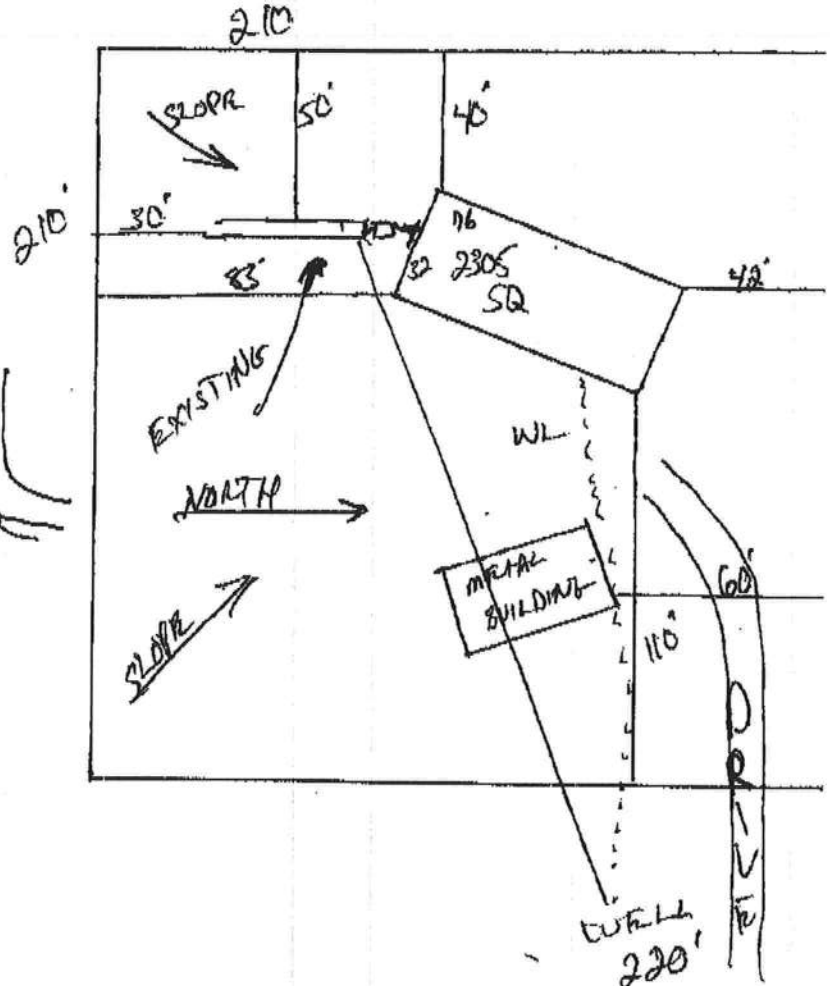 210
SLOPE
50'
40'
210'
30'
76
2305
SQ
32
83'
42'
EXISTING
WL
NORTH
METAL
BUILDING
60'
SLOPE
110'
DRIVE
WELL
220'